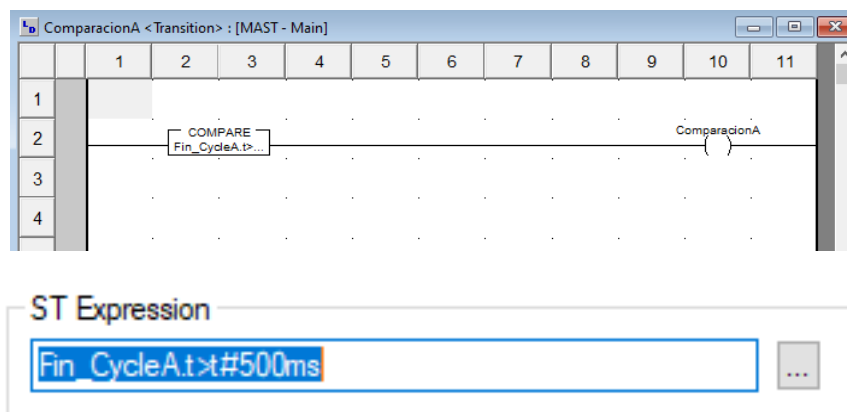 ComparacionA <Transition> : [MAST - Main]
1 2 3 4 5 6 7 8 9 10 11
1
2
COMPARE
Fin_CycleA.t>...
ComparacionA
3
4
ST Expression
Fin_CycleA.t>t#500ms
...